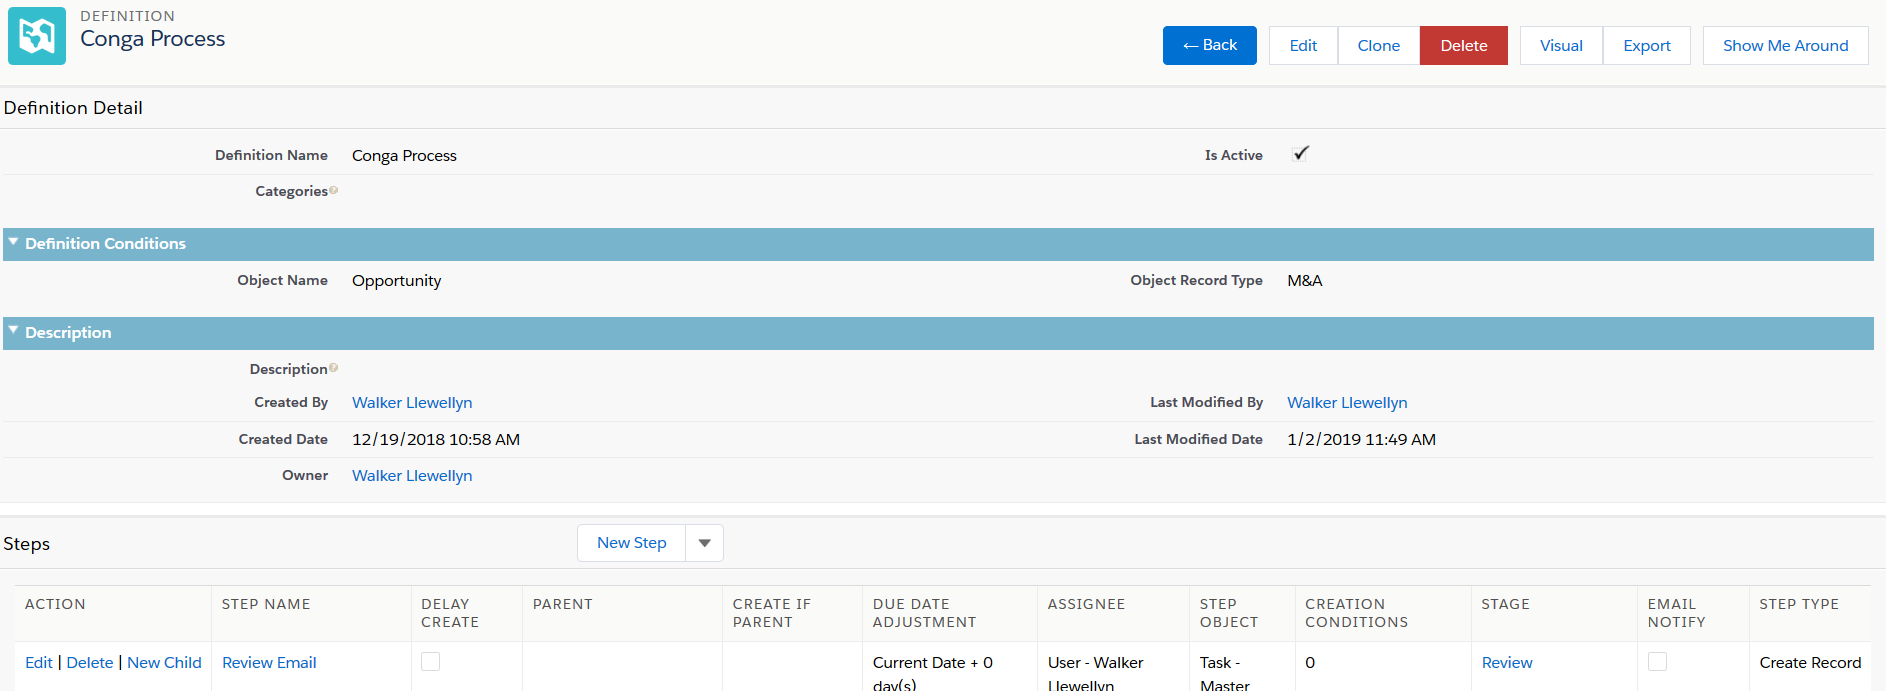 DEFINITION
Conga Process
← Back
Edit
Clone
Delete
Visual
Export
Show Me Around
Definition Detail
Definition Name Conga Process
Is Active
Categories
Definition Conditions
Object Name Opportunity
Object Record Type M&A
Description
Description
Created By Walker Llewellyn
Last Modified By Walker Llewellyn
Created Date 12/19/2018 10:58 AM
Last Modified Date 1/2/2019 11:49 AM
Owner Walker Llewellyn
Steps
New Step
ACTION
STEP NAME
DELAY
CREATE
PARENT
CREATE IF
PARENT
DUE DATE
ADJUSTMENT
ASSIGNEE
STEP
OBJECT
CREATION
CONDITIONS
STAGE
EMAIL
NOTIFY
STEP TYPE
Edit | Delete | New Child
Review Email
Current Date + 0
day(s)
User - Walker
Llewellyn
Task -
Master
0
Review
Create Record